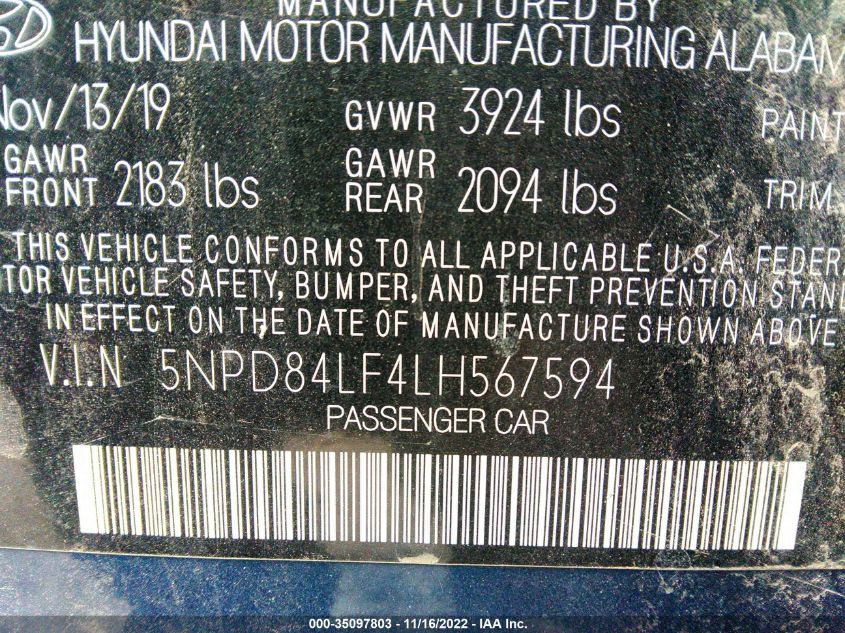 MANUFACTURED BY
HYUNDAI MOTOR MANUFACTURING ALABAM
Nov/13/19 GVWR 3924 lbs PAINT
GAWR FRONT 2183 lbs GAWR REAR 2094 lbs TRIM
THIS VEHICLE CONFORMS TO ALL APPLICABLE U.S.A. FEDER
TOR VEHICLE SAFETY, BUMPER, AND THEFT PREVENTION STAN
IN EFFECT ON THE DATE OF MANUFACTURE SHOWN ABOVE
V.I.N 5NPD84LF4LH567594
PASSENGER CAR
000-35097803 - 11/16/2022 - IAA Inc.